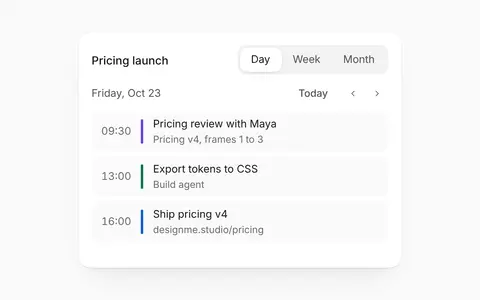 Pricing launch
Day
Week
Month
Friday, Oct 23
Today
09:30
Pricing review with Maya
Pricing v4, frames 1 to 3
13:00
Export tokens to CSS
Build agent
16:00
Ship pricing v4
designme.studio/pricing